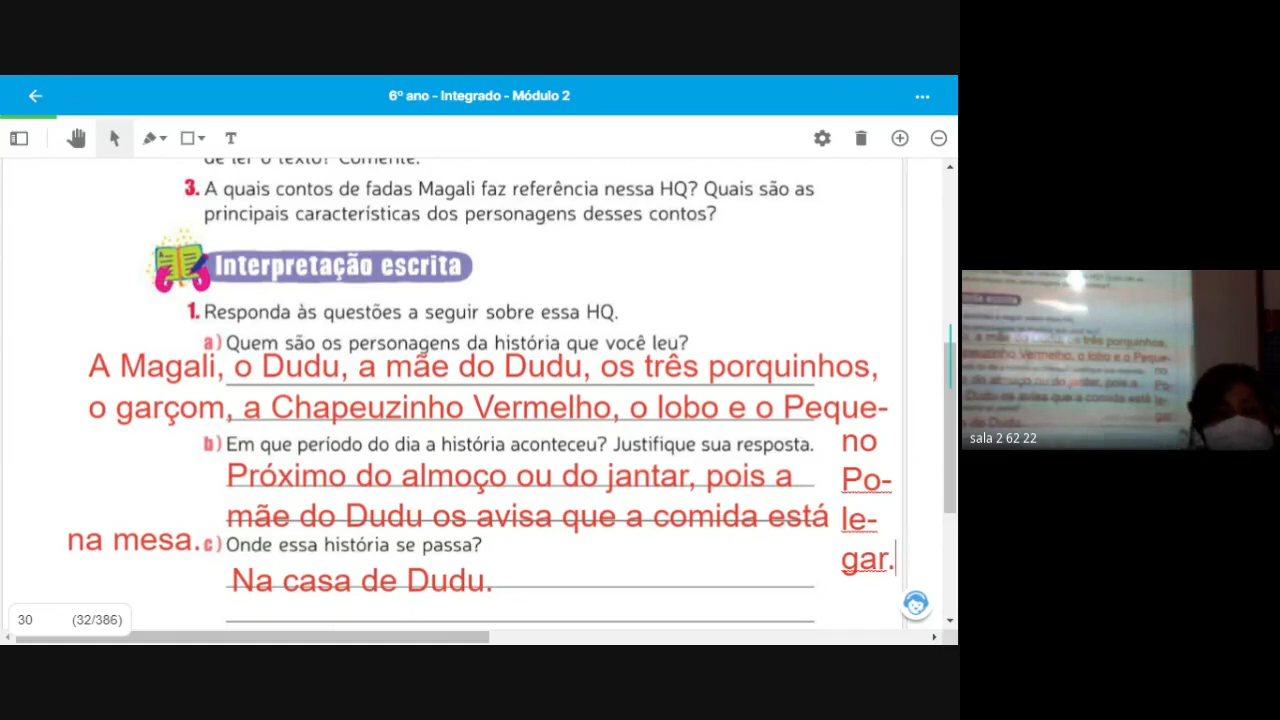 6º ano - Integrado - Módulo 2
de ler o texto? Comente.
3. A quais contos de fadas Magali faz referência nessa HQ? Quais são as
principais características dos personagens desses contos?
Interpretação escrita
1. Responda às questões a seguir sobre essa HQ.
a) Quem são os personagens da história que você leu?
A Magali, o Dudu, a mãe do Dudu, os três porquinhos,
o garçom, a Chapeuzinho Vermelho, o lobo e o Peque-
no
Po-
le-
gar.
b) Em que período do dia a história aconteceu? Justifique sua resposta.
Próximo do almoço ou do jantar, pois a
mãe do Dudu os avisa que a comida está
na mesa.
c) Onde essa história se passa?
Na casa de Dudu.
30 (32/386)
sala 2 62 22